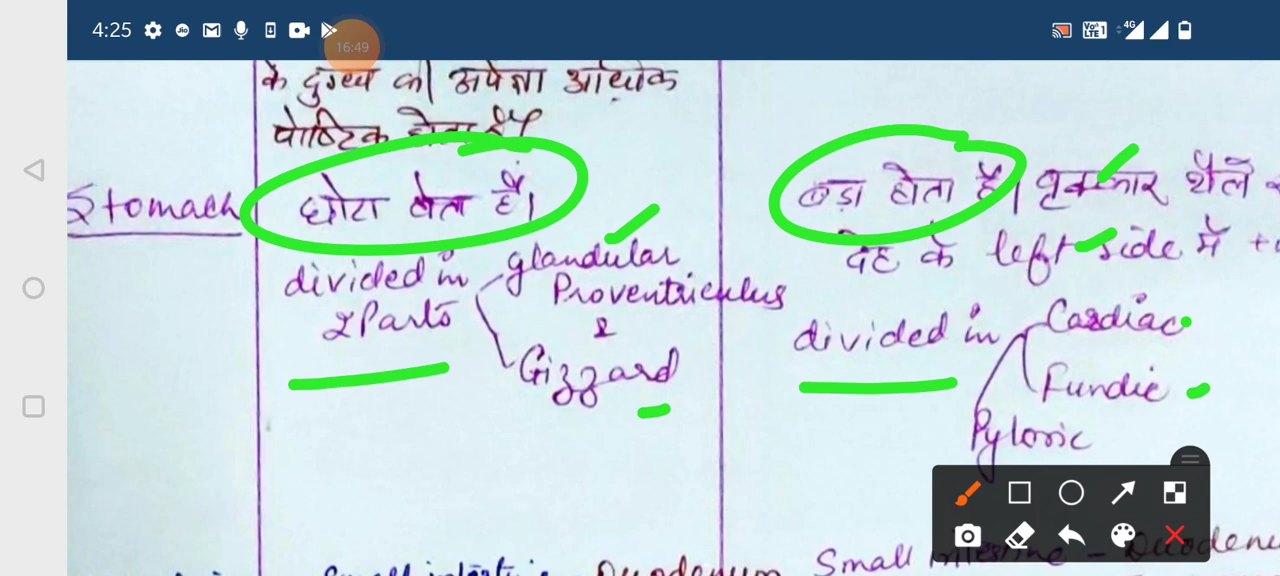 4:25
16:49
के दुग्ध की अपेक्षा अधिक
पौष्टिक होता है।
Stomach
छोटा होता है।
divided in
2 Parts
glandular
Proventriculus
&
Gizzard
बड़ा होता है। वृक्काकार थैले
देह के left side में
divided in
Cardiac
Fundic
Pyloric
Small intestine - Duodenum
Small intestine - Duodenu